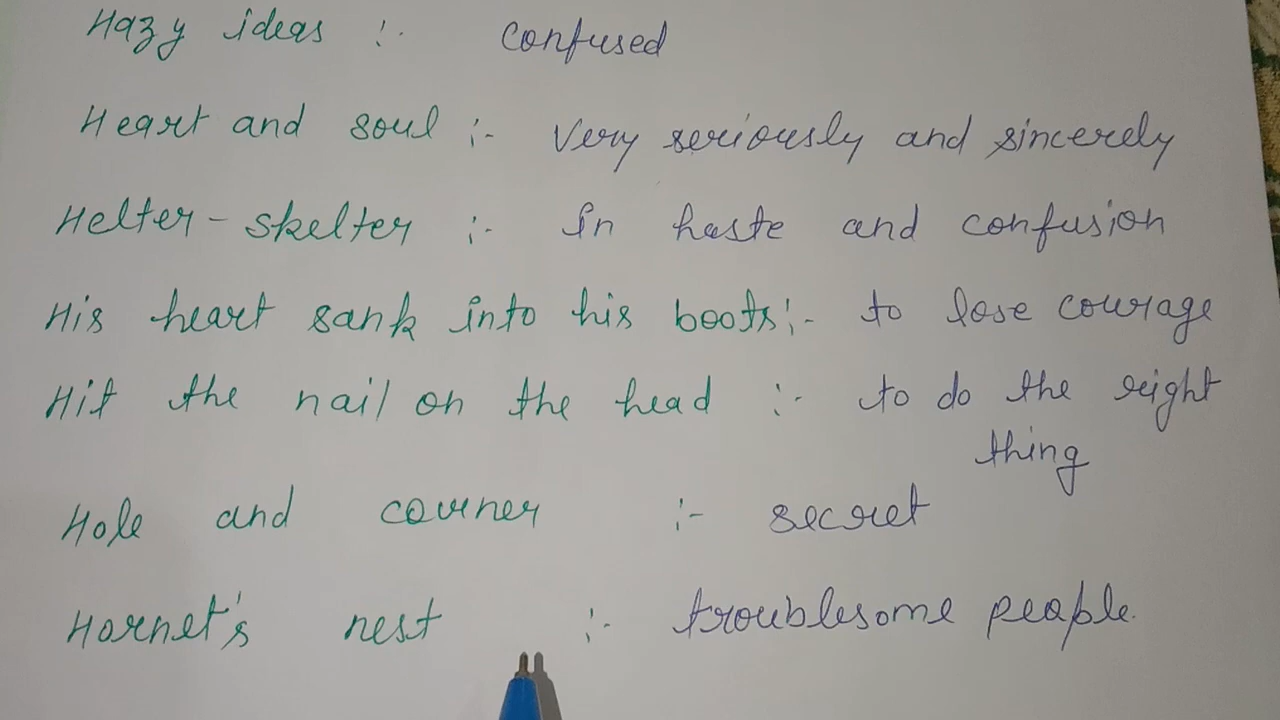 Hazy ideas :- confused
Heart and soul :- Very seriously and sincerely
Helter-skelter :- In haste and confusion
His heart sank into his boots :- to lose courage
Hit the nail on the head :- to do the right
thing
Hole and corner :- secret
Hornet's nest :- troublesome people.